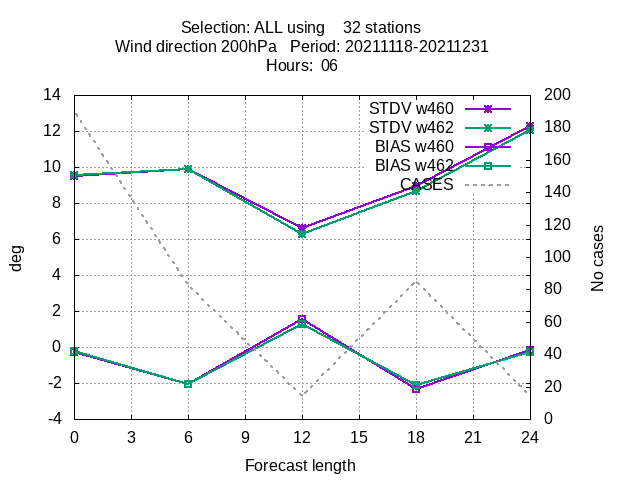 Selection: ALL using    32 stations
Wind direction 200hPa   Period: 20211118-20211231
Hours:  06
14
12
10
8
6
4
2
0
-2
-4
200
180
160
140
120
100
80
60
40
20
0
0 3 6 9 12 15 18 21 24
deg
No cases
Forecast length
STDV w460
STDV w462
BIAS w460
BIAS w462
CASES